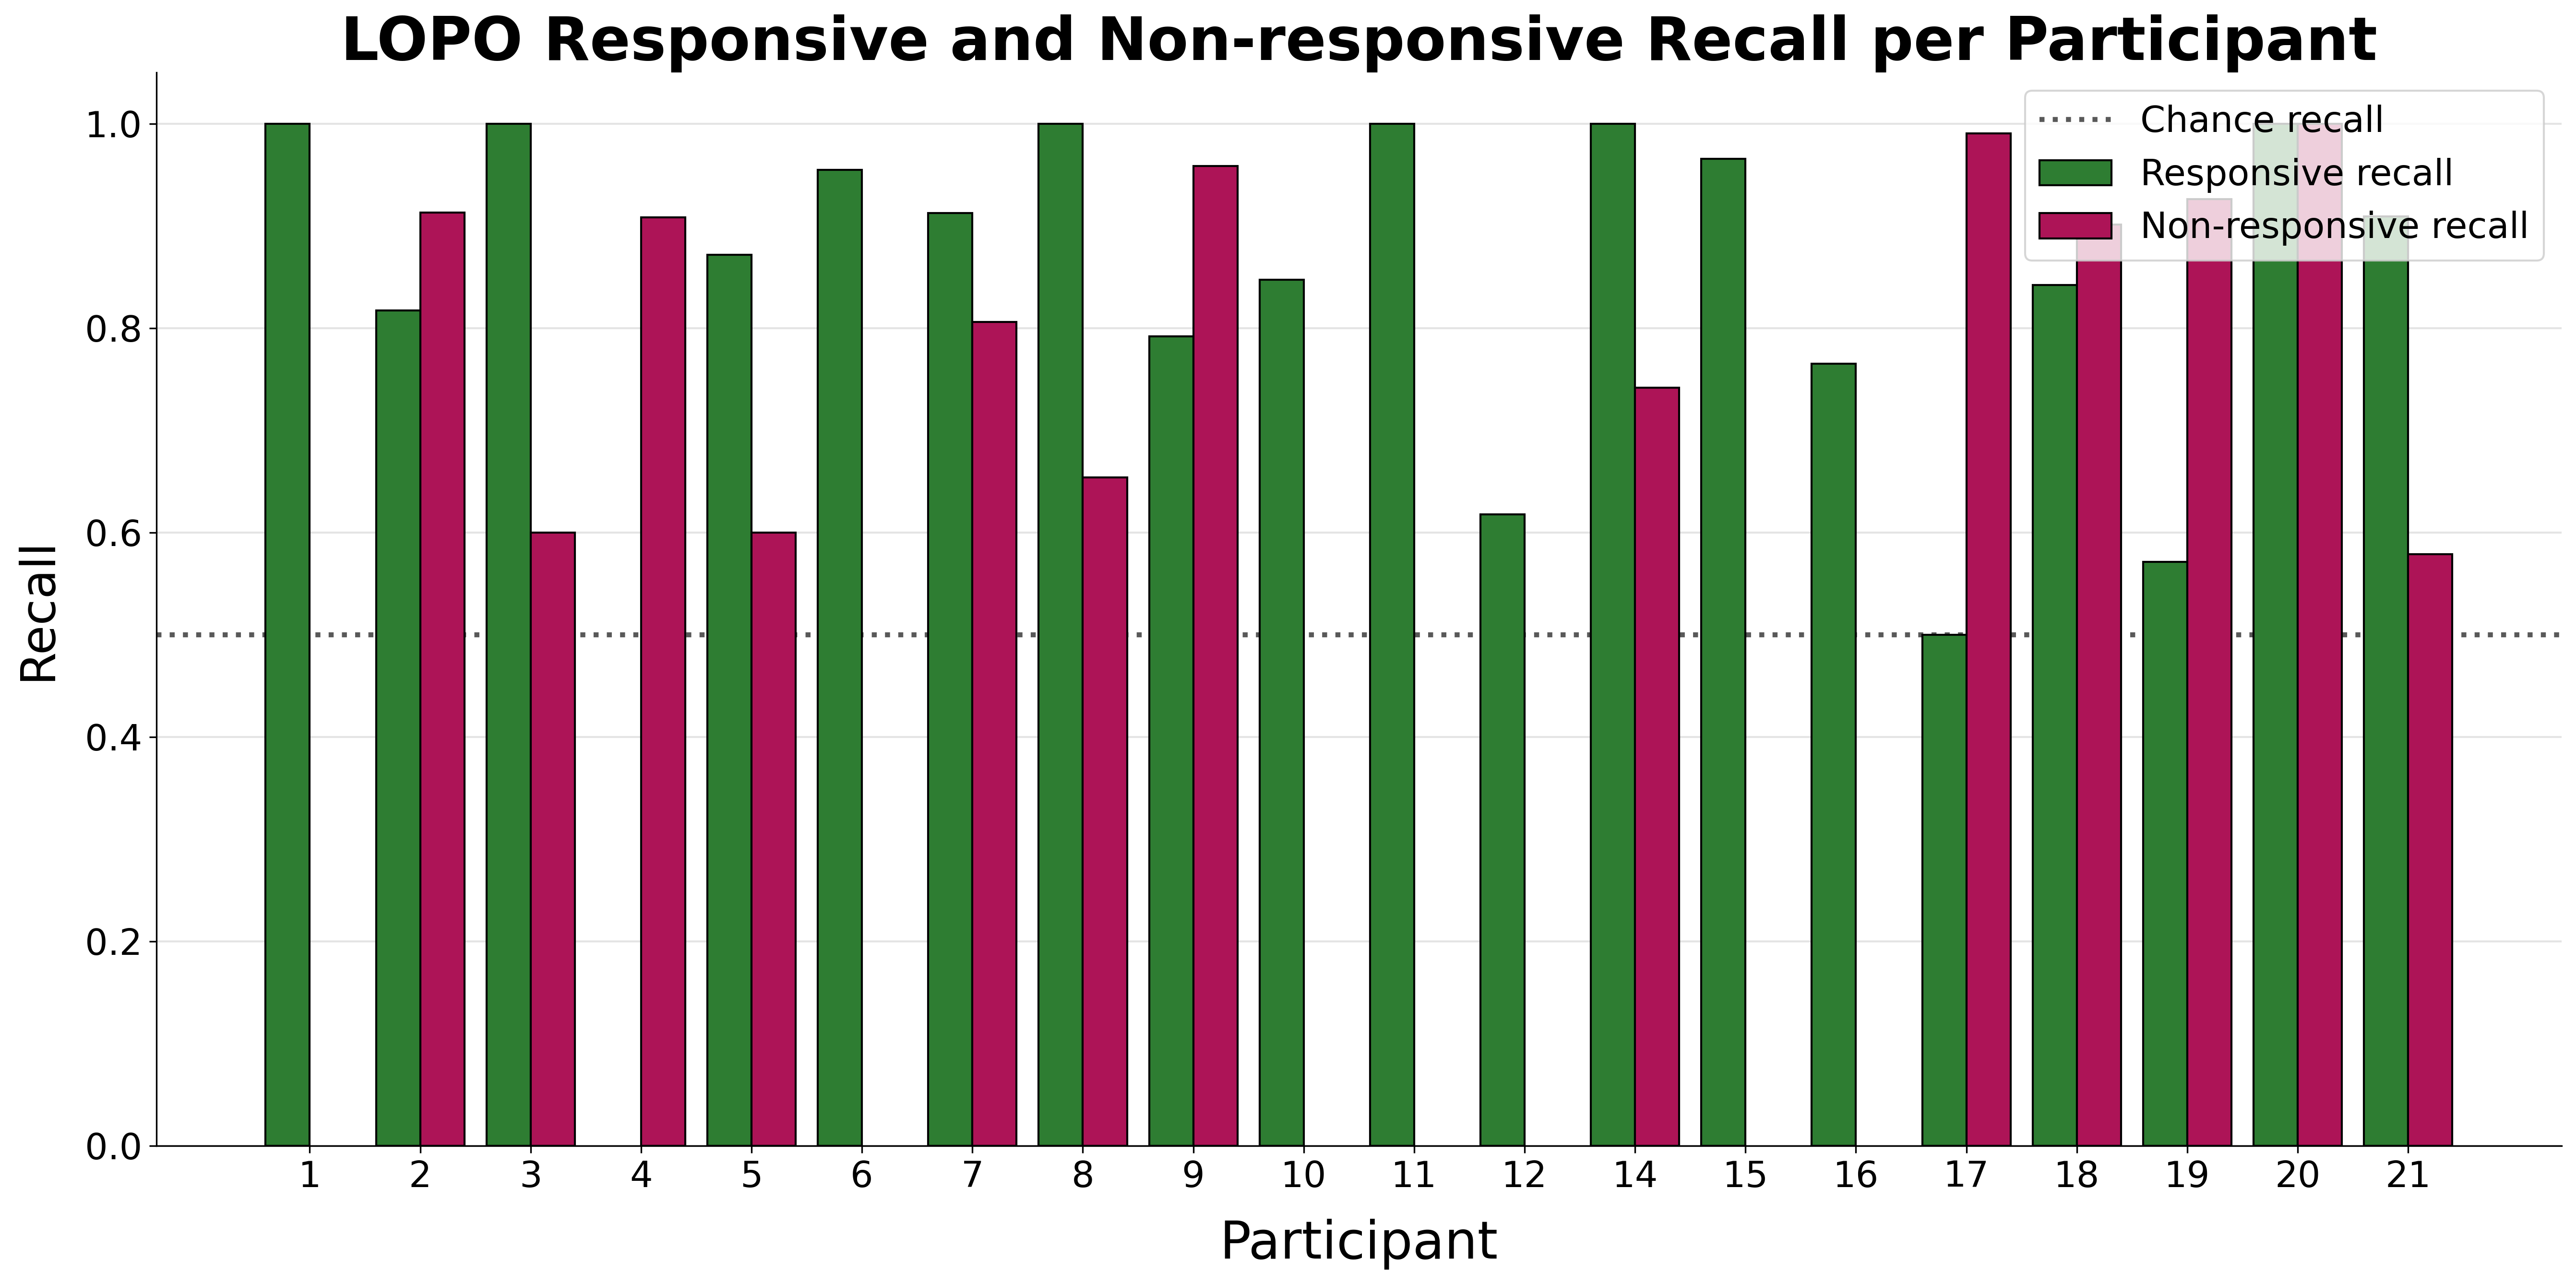 LOPO Responsive and Non-responsive Recall per Participant
Chance recall
Responsive recall
Non-responsive recall
Recall
1.0
0.8
0.6
0.4
0.2
0.0
1 2 3 4 5 6 7 8 9 10 11 12 14 15 16 17 18 19 20 21
Participant